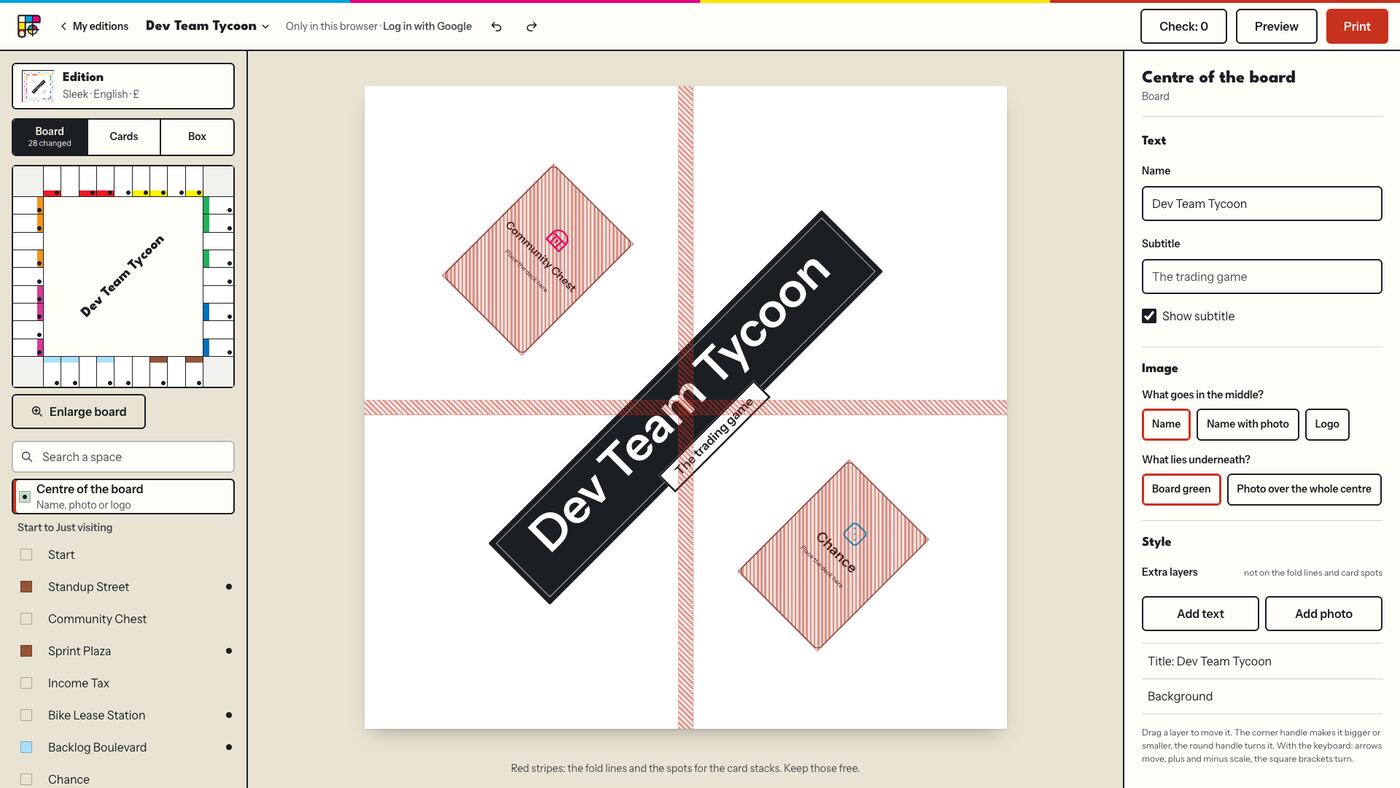 My editions
Dev Team Tycoon
Only in this browser · Log in with Google
Check: 0
Preview
Print
Edition
Sleek · English · £
Board
28 changed
Cards
Box
Dev Team Tycoon
Enlarge board
Search a space
Centre of the board
Name, photo or logo
Start to Just visiting
Start
Standup Street
Community Chest
Sprint Plaza
Income Tax
Bike Lease Station
Backlog Boulevard
Chance
Community Chest
Place the deck here
Dev Team Tycoon
The trading game
Chance
Place the deck here
Red stripes: the fold lines and the spots for the card stacks. Keep those free.
Centre of the board
Board
Text
Name
Dev Team Tycoon
Subtitle
The trading game
Show subtitle
Image
What goes in the middle?
Name
Name with photo
Logo
What lies underneath?
Board green
Photo over the whole centre
Style
Extra layers
not on the fold lines and card spots
Add text
Add photo
Title: Dev Team Tycoon
Background
Drag a layer to move it. The corner handle makes it bigger or
smaller, the round handle turns it. With the keyboard: arrows
move, plus and minus scale, the square brackets turn.